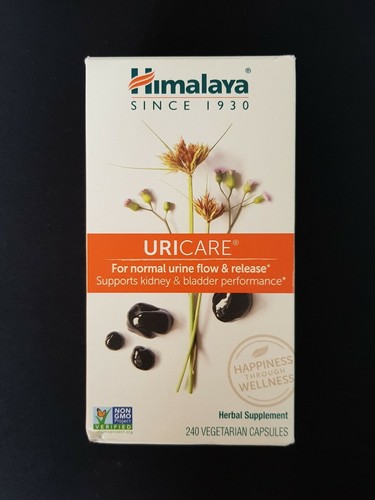 Himalaya®
SINCE 1930
URICARE®
For normal urine flow & release*
Supports kidney & bladder performance*
HAPPINESS
THROUGH
WELLNESS
NON
GMO
Project
VERIFIED
Herbal Supplement
240 VEGETARIAN CAPSULES